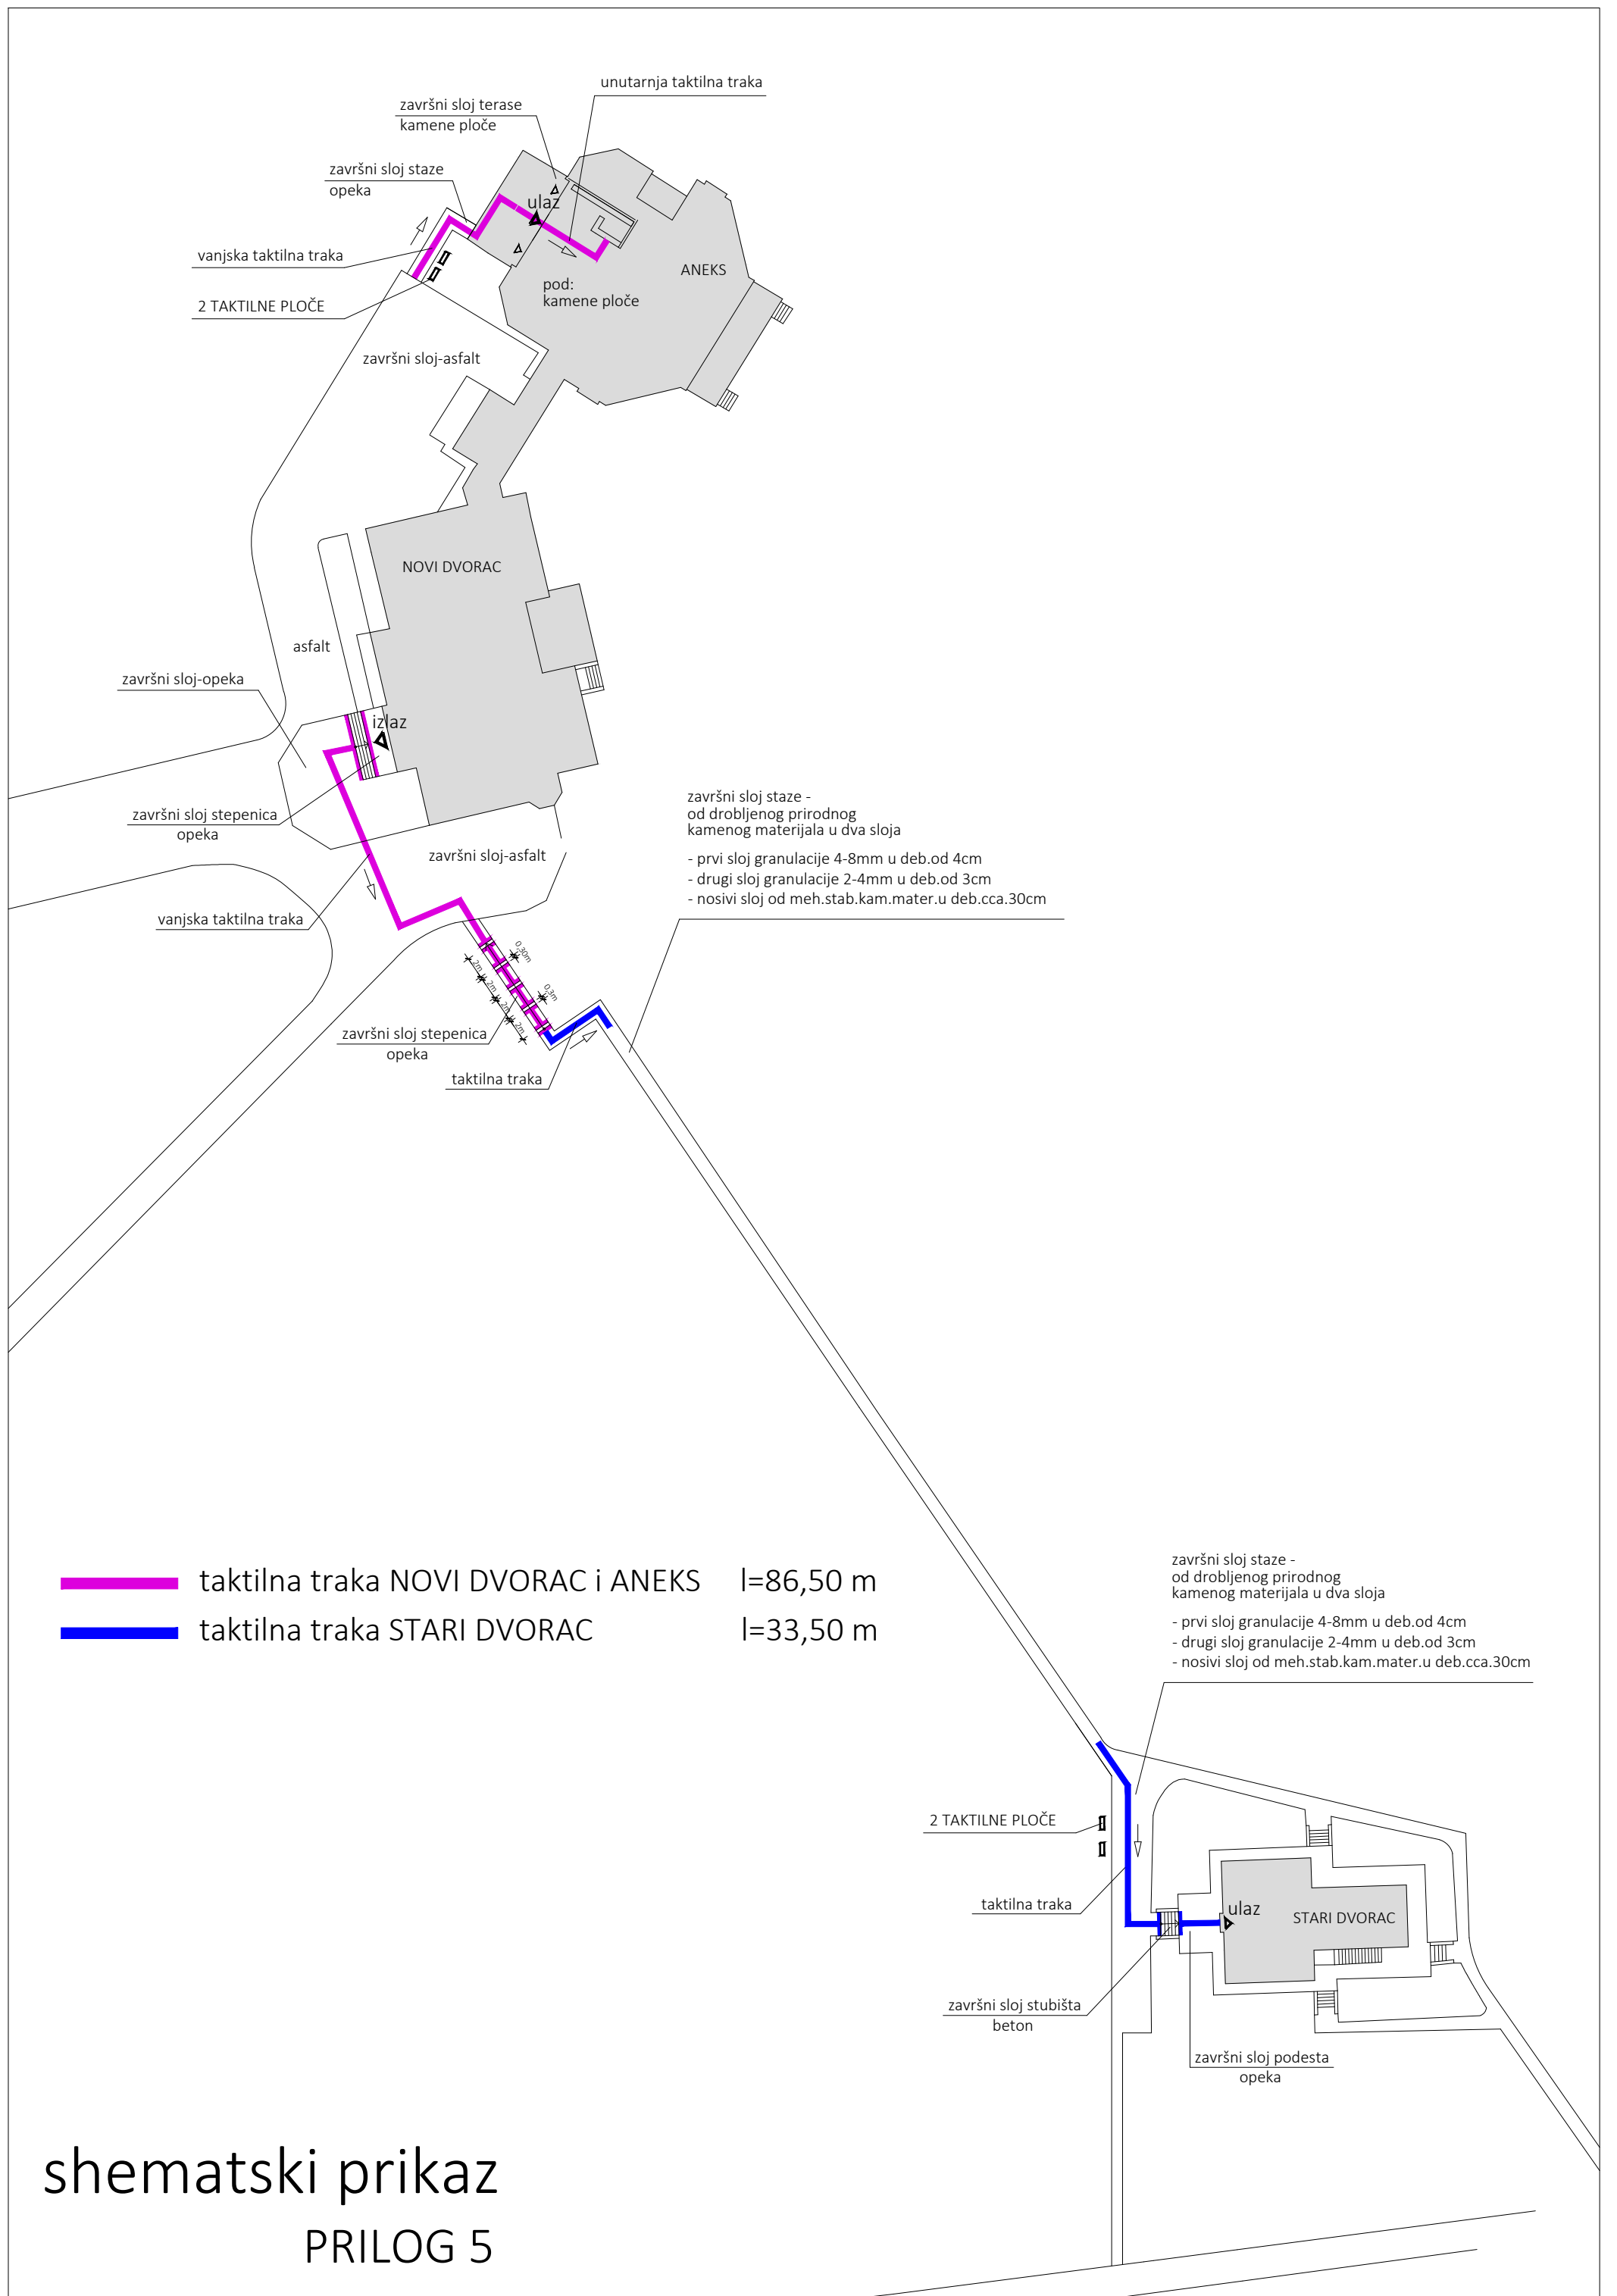 unutarnja taktilna traka
završni sloj terase
kamene ploče
završni sloj staze
opeka
ulaz
vanjska taktilna traka
ANEKS
pod:
kamene ploče
2 TAKTILNE PLOČE
završni sloj-asfalt
NOVI DVORAC
asfalt
završni sloj-opeka
izlaz
završni sloj stepenica
opeka
završni sloj staze -
od drobljenog prirodnog
kamenog materijala u dva sloja
- prvi sloj granulacije 4-8mm u deb.od 4cm
- drugi sloj granulacije 2-4mm u deb.od 3cm
- nosivi sloj od meh.stab.kam.mater.u deb.cca.30cm
završni sloj-asfalt
vanjska taktilna traka
0,30m
2m
2m
2m
2m
0,3m
završni sloj stepenica
opeka
taktilna traka
taktilna traka NOVI DVORAC i ANEKS l=86,50 m
taktilna traka STARI DVORAC l=33,50 m
završni sloj staze -
od drobljenog prirodnog
kamenog materijala u dva sloja
- prvi sloj granulacije 4-8mm u deb.od 4cm
- drugi sloj granulacije 2-4mm u deb.od 3cm
- nosivi sloj od meh.stab.kam.mater.u deb.cca.30cm
2 TAKTILNE PLOČE
taktilna traka
ulaz
STARI DVORAC
završni sloj stubišta
beton
završni sloj podesta
opeka
shematski prikaz
PRILOG 5